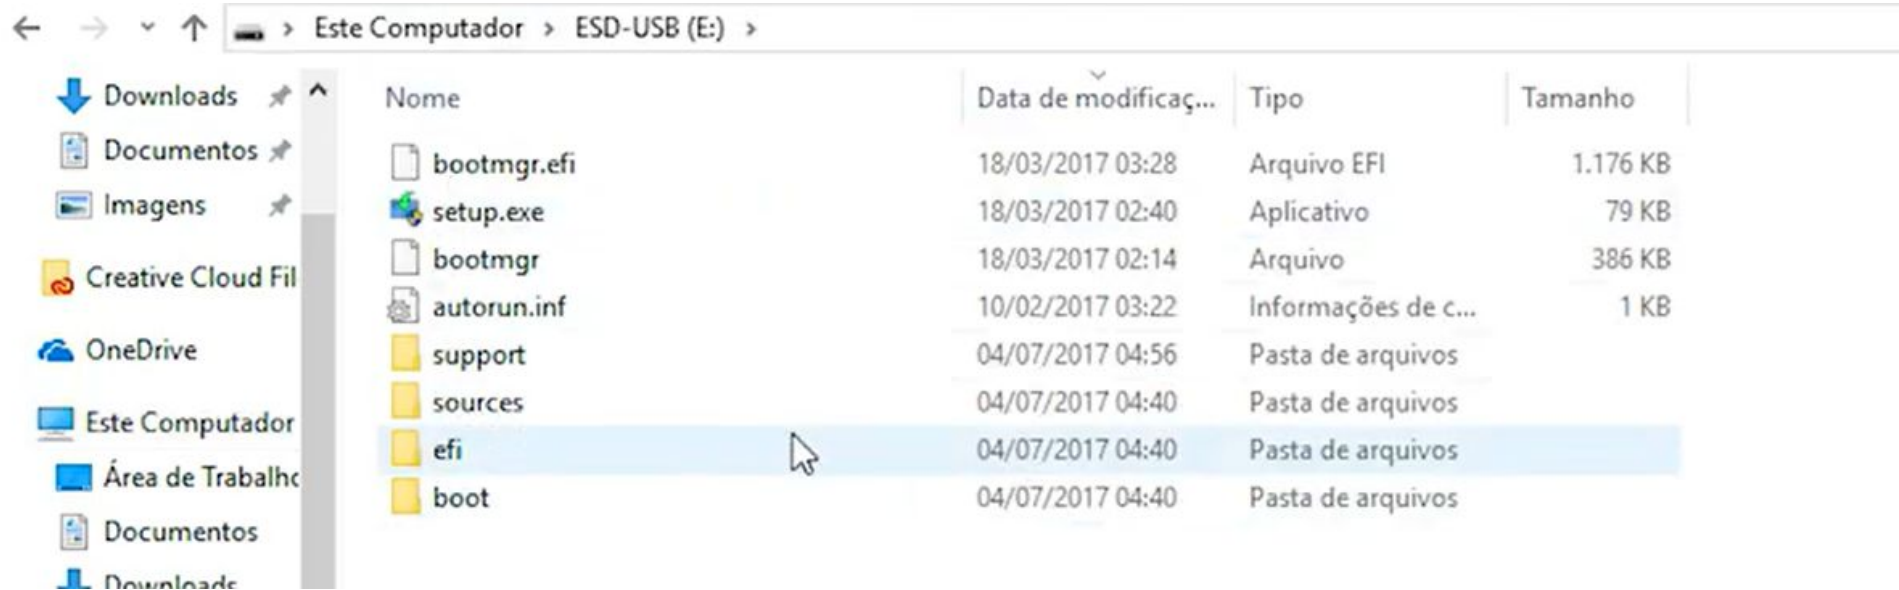 Este Computador > ESD-USB (E:) >
Downloads
Documentos
Imagens
Creative Cloud Fil
OneDrive
Este Computador
Área de Trabalho
Documentos
Downloads
Nome Data de modificaç... Tipo Tamanho
bootmgr.efi 18/03/2017 03:28 Arquivo EFI 1.176 KB
setup.exe 18/03/2017 02:40 Aplicativo 79 KB
bootmgr 18/03/2017 02:14 Arquivo 386 KB
autorun.inf 10/02/2017 03:22 Informações de c... 1 KB
support 04/07/2017 04:56 Pasta de arquivos
sources 04/07/2017 04:40 Pasta de arquivos
efi 04/07/2017 04:40 Pasta de arquivos
boot 04/07/2017 04:40 Pasta de arquivos